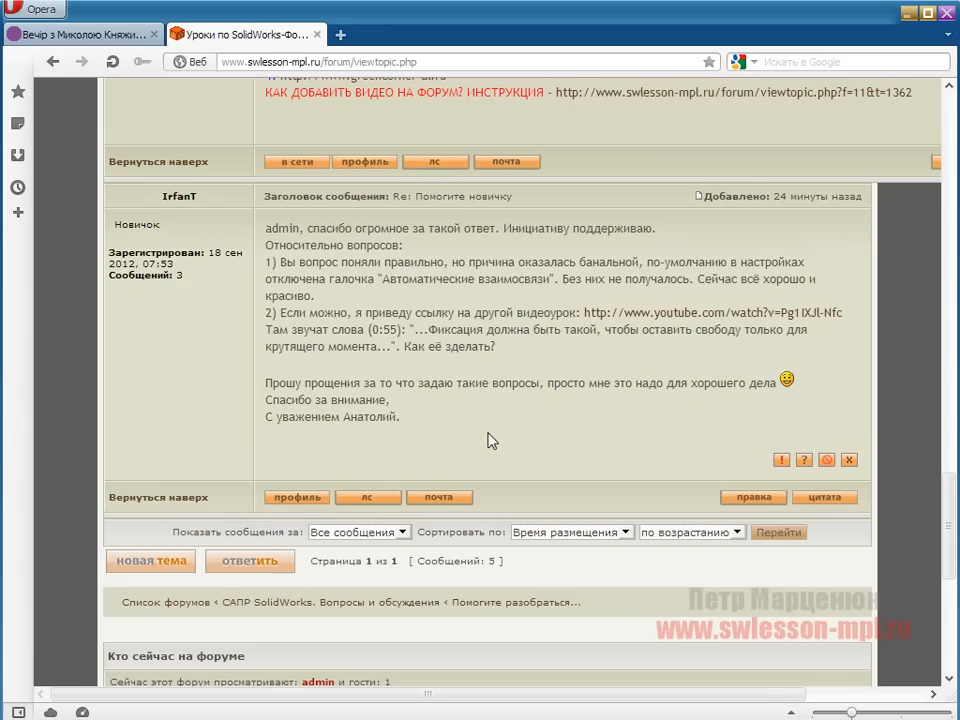 Opera
Вечір з Миколою Княжи...
Уроки по SolidWorks-Фо...
Веб
www.swlesson-mpl.ru/forum/viewtopic.php
Искать в Google
КАК ДОБАВИТЬ ВИДЕО НА ФОРУМ? ИНСТРУКЦИЯ - http://www.swlesson-mpl.ru/forum/viewtopic.php?f=11&t=1362
Вернуться наверх
в сети
профиль
лс
почта
IrfanT
Заголовок сообщения: Re: Помогите новичку
Добавлено: 24 минуты назад
Новичок
Зарегистрирован: 18 сен
2012, 07:53
Сообщений: 3
admin, спасибо огромное за такой ответ. Инициативу поддерживаю.
Относительно вопросов:
1) Вы вопрос поняли правильно, но причина оказалась банальной, по-умолчанию в настройках
отключена галочка "Автоматические взаимосвязи". Без них не получалось. Сейчас всё хорошо и
красиво.
2) Если можно, я приведу ссылку на другой видеоурок: http://www.youtube.com/watch?v=Pg1IXJl-Nfc
Там звучат слова (0:55): "...Фиксация должна быть такой, чтобы оставить свободу только для
крутящего момента...". Как её зделать?
Прошу прощения за то что задаю такие вопросы, просто мне это надо для хорошего дела
Спасибо за внимание,
С уважением Анатолий.
! ? X
Вернуться наверх
профиль
лс
почта
правка
цитата
Показать сообщения за: Все сообщения Сортировать по: Время размещения по возрастанию Перейти
новая тема
ответить
Страница 1 из 1 [ Сообщений: 5 ]
Список форумов ‹ САПР SolidWorks. Вопросы и обсуждения ‹ Помогите разобраться...
Петр Марценюк
www.swlesson-mpl.ru
Кто сейчас на форуме
Сейчас этот форум просматривают: admin и гости: 1